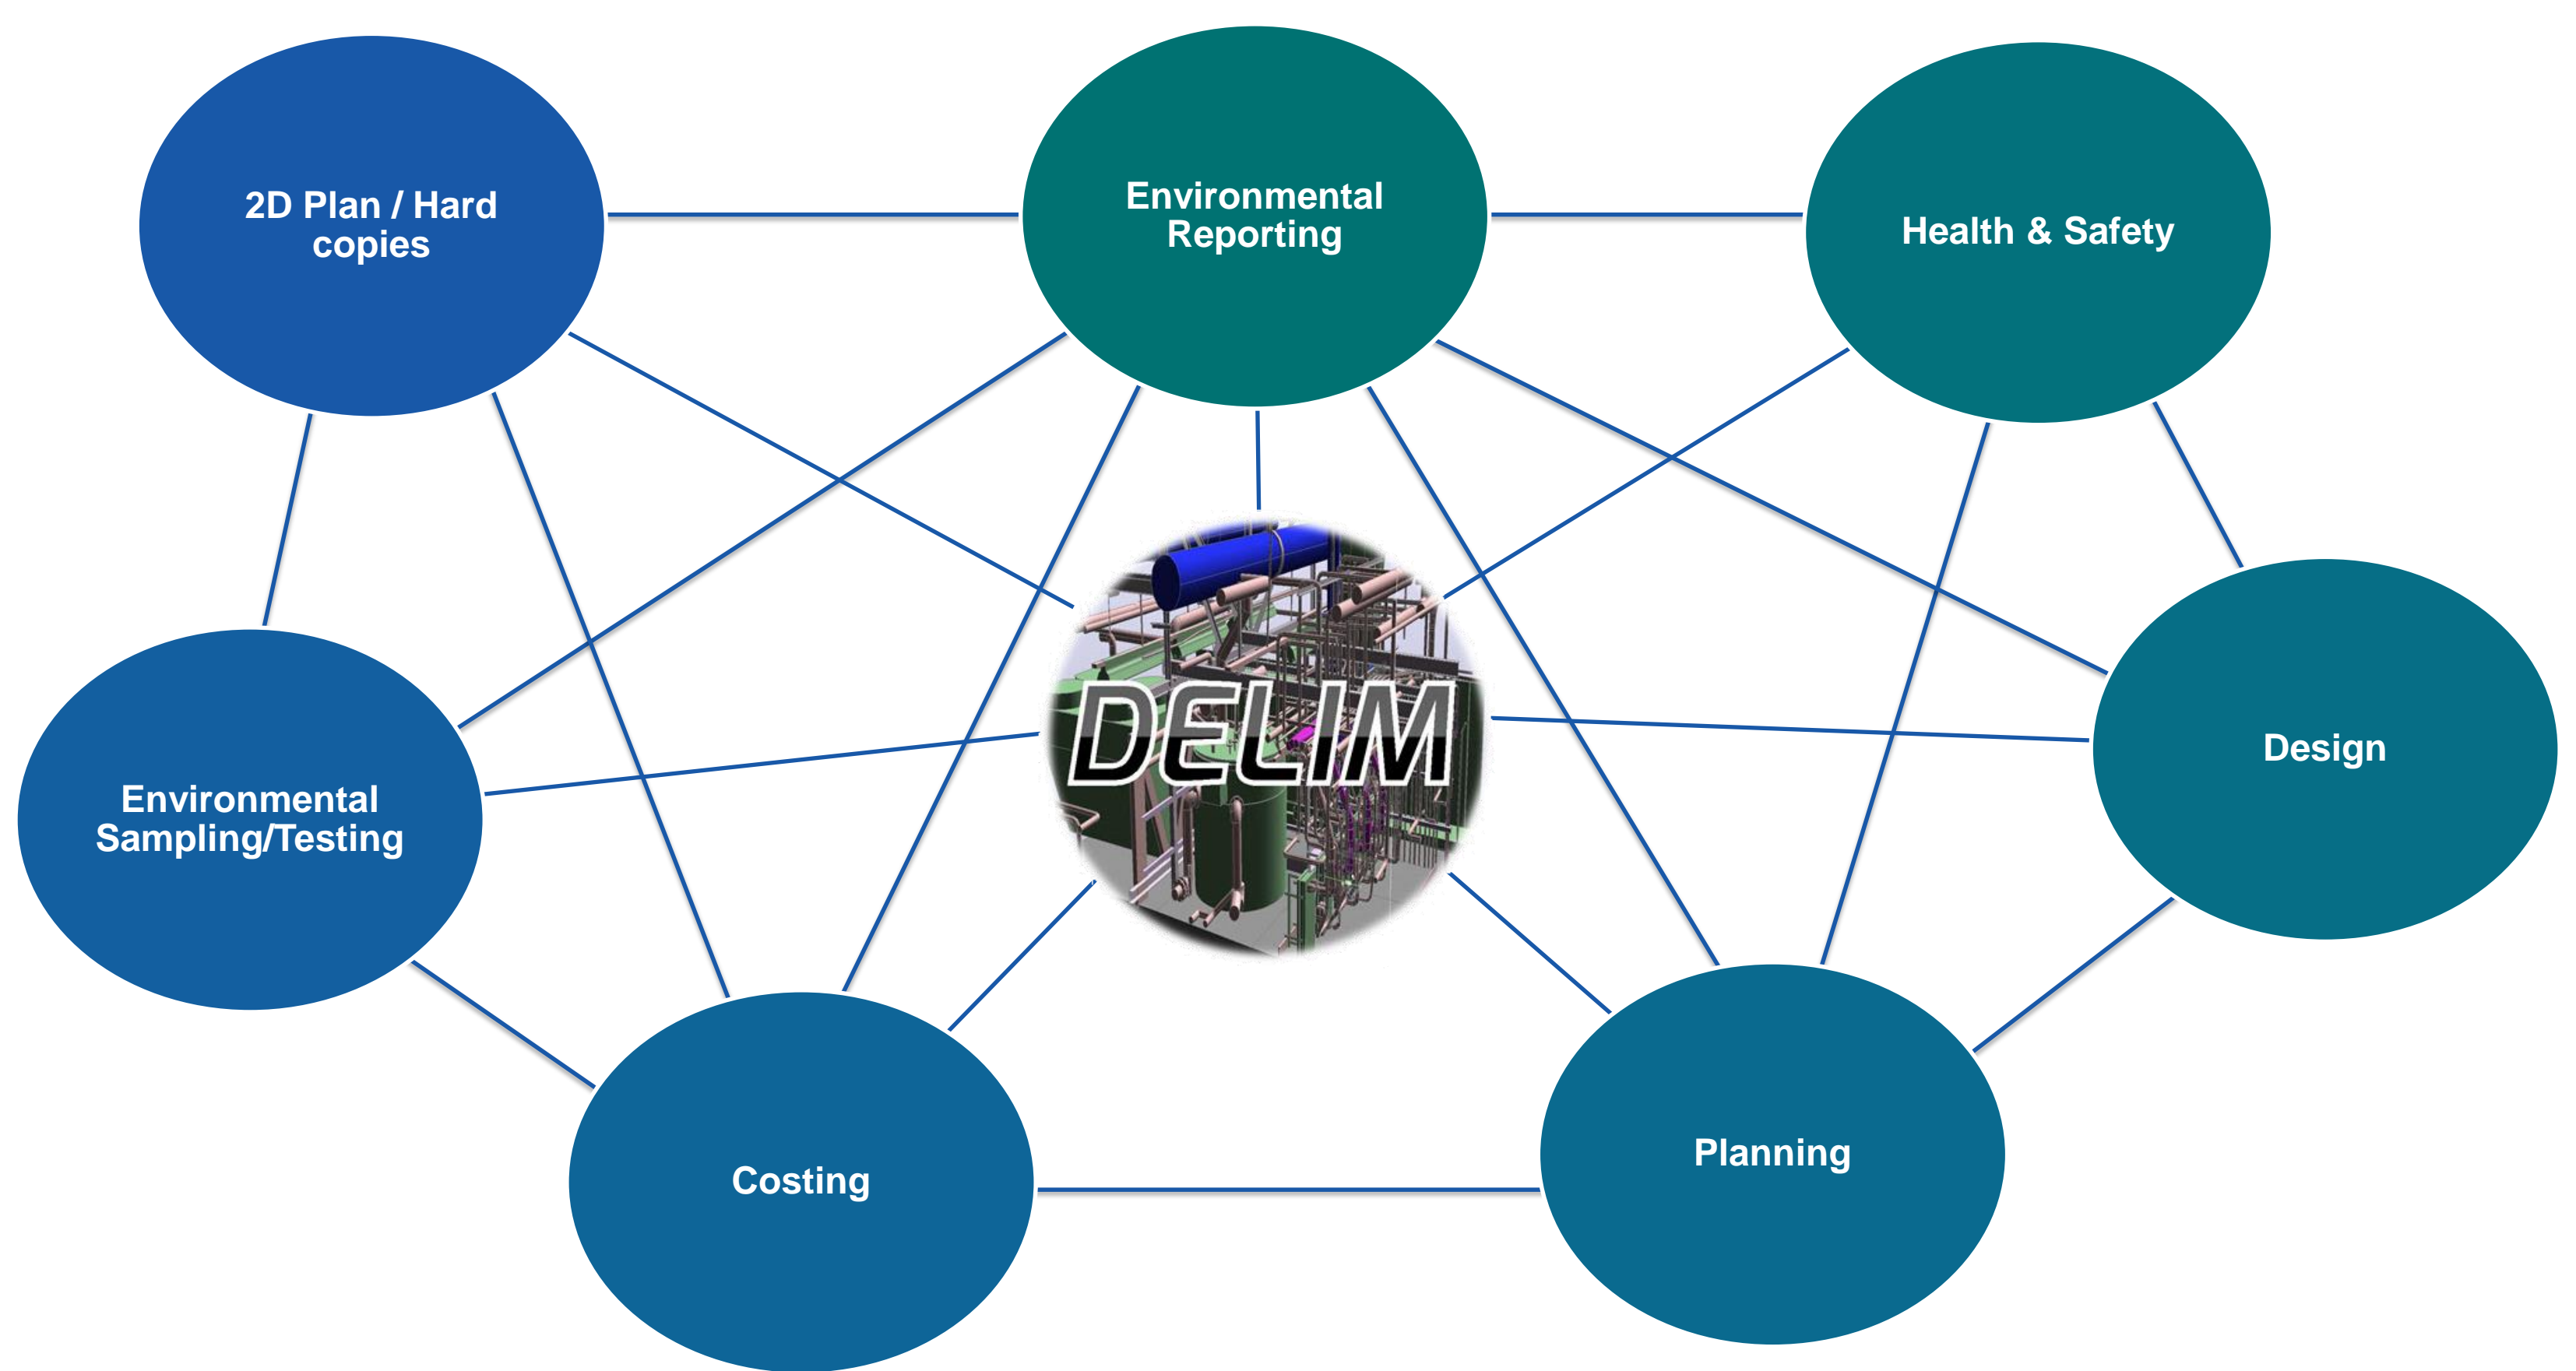 2D Plan / Hard
copies
Environmental
Reporting
Health & Safety
DELIM
Design
Environmental
Sampling/Testing
Planning
Costing